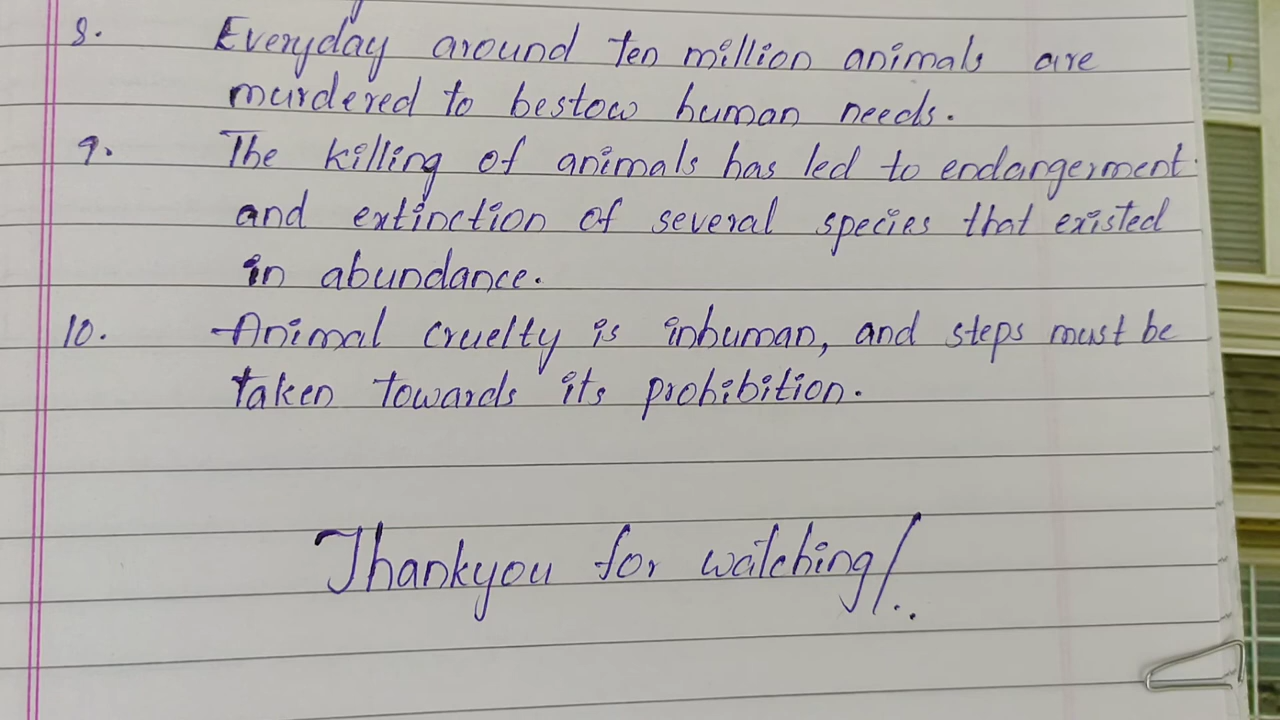 8. Everyday around ten million animals are
murdered to bestow human needs.
9. The killing of animals has led to endangerment
and extinction of several species that existed
in abundance.
10. Animal cruelty is inhuman, and steps must be
taken towards its prohibition.
Thankyou for watching!..